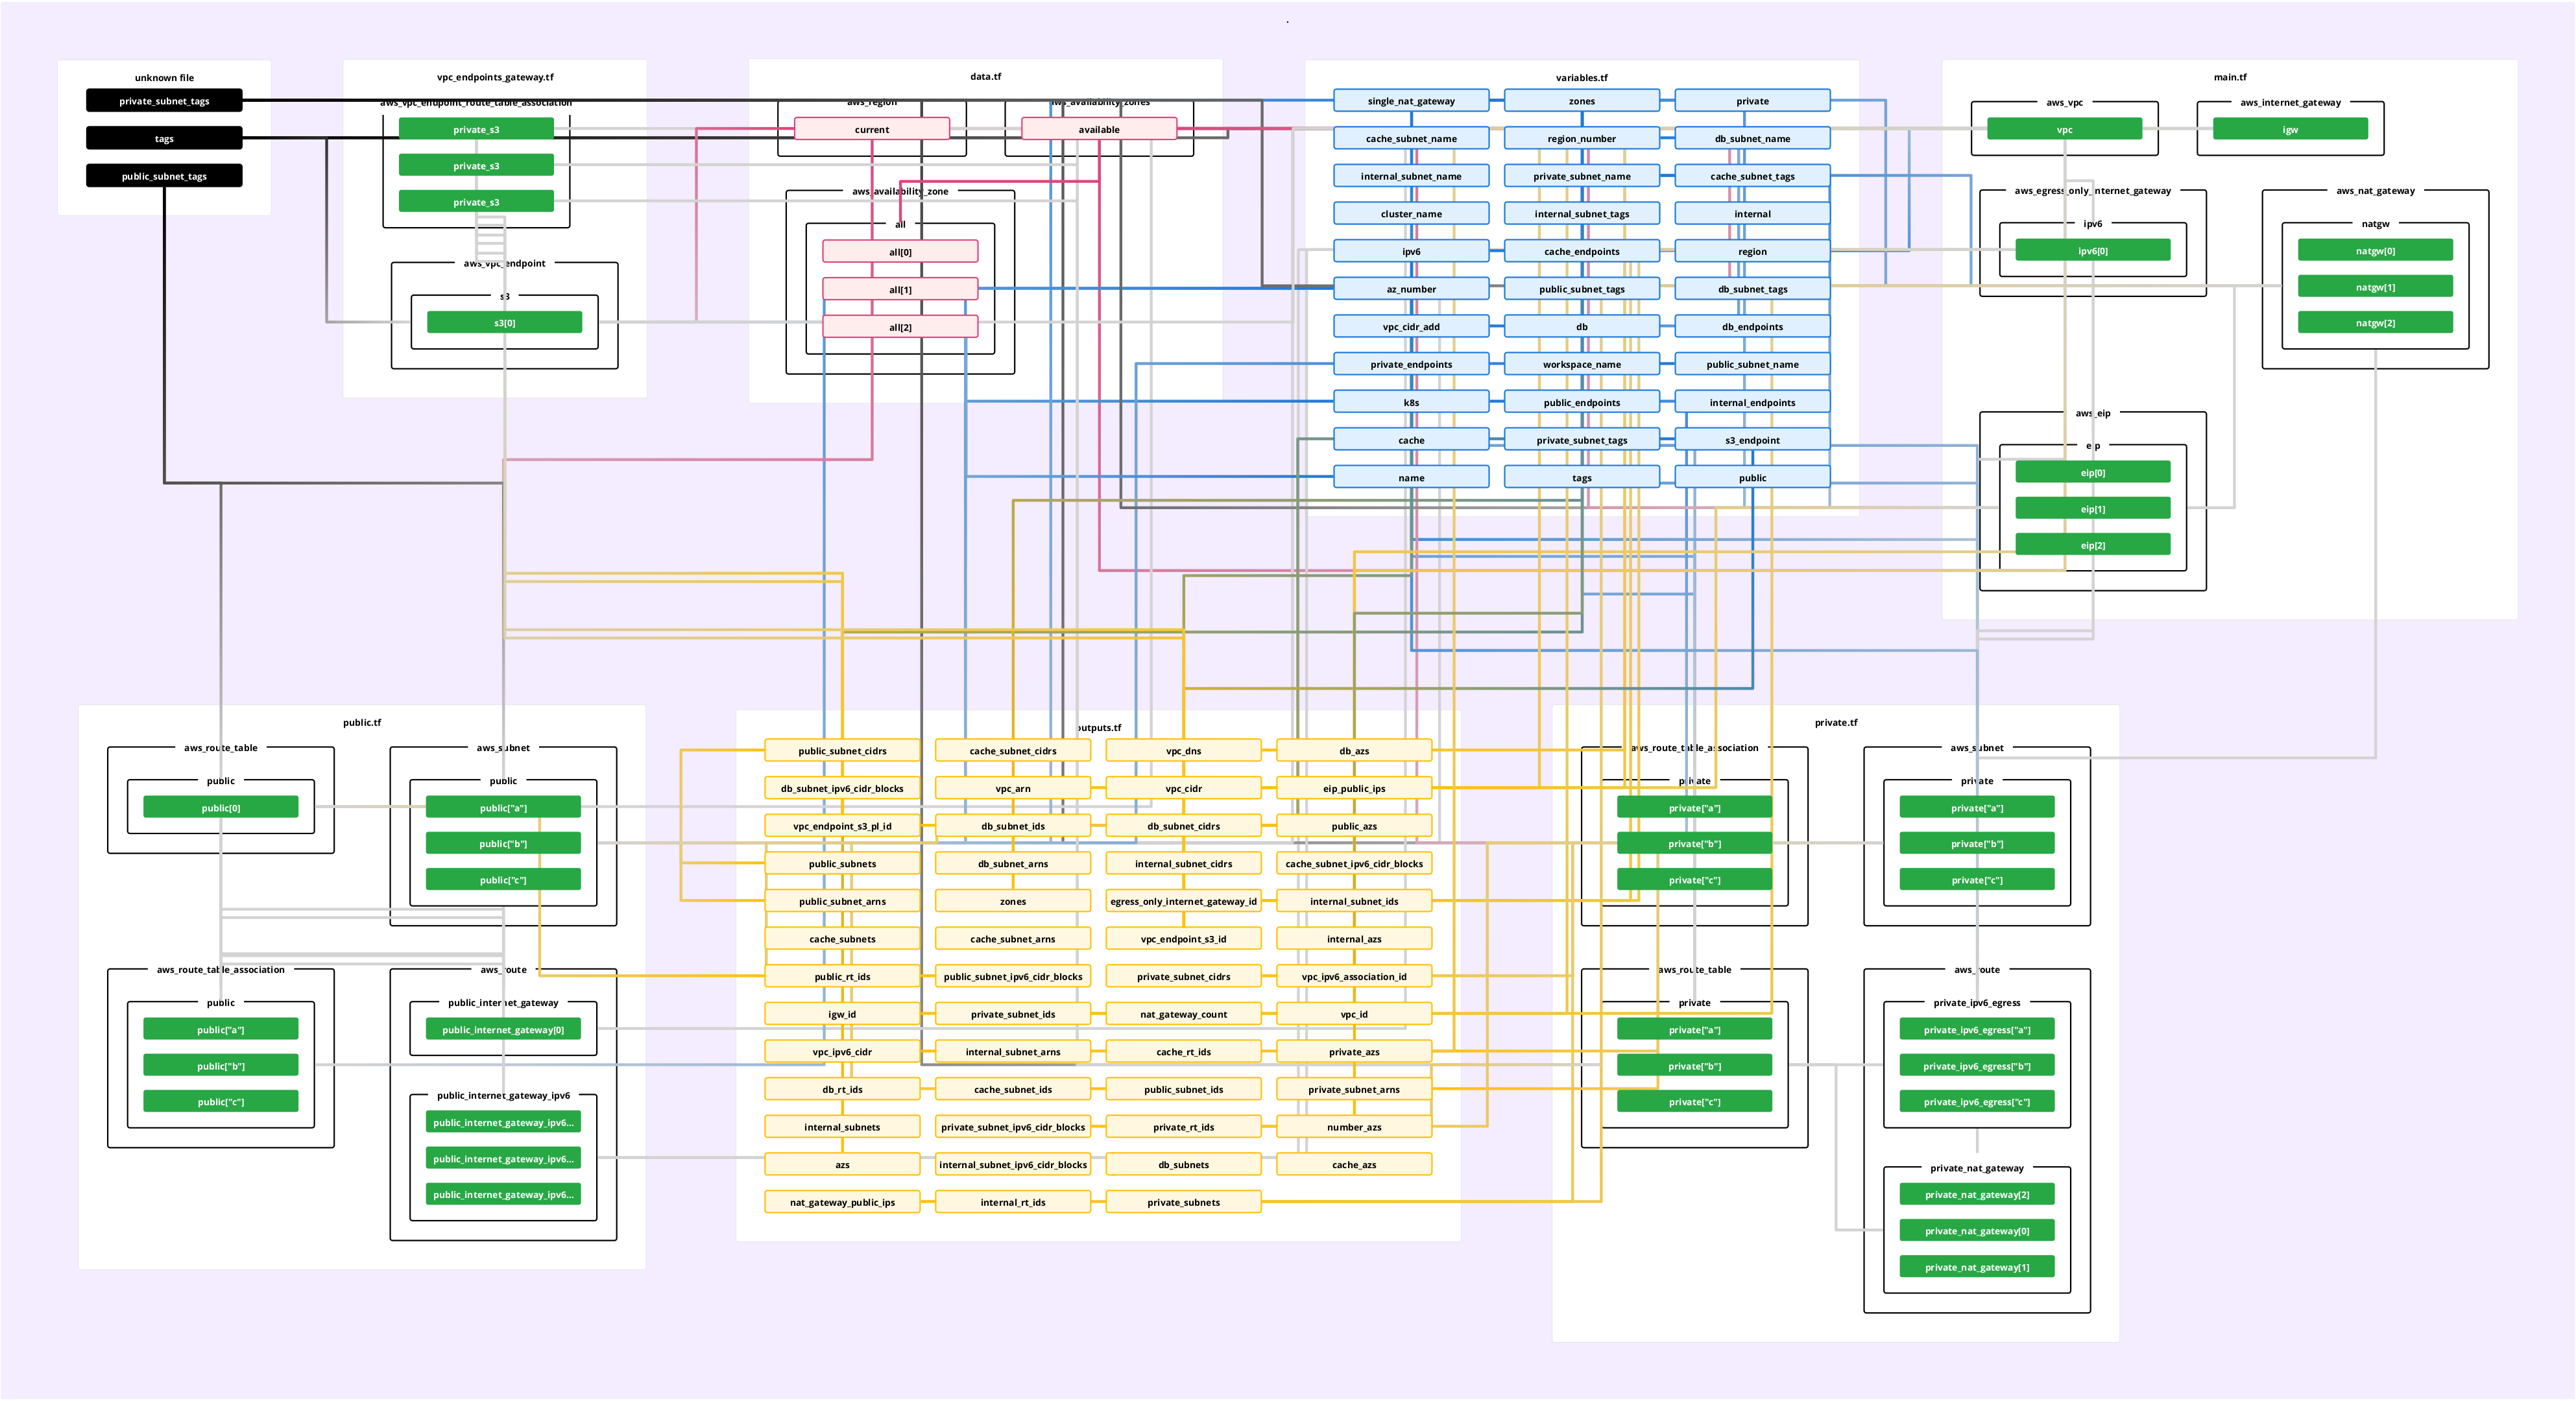 .
unknown file
private_subnet_tags
tags
public_subnet_tags
vpc_endpoints_gateway.tf
aws_vpc_endpoint_route_table_association
private_s3
private_s3
private_s3
aws_vpc_endpoint
s3
s3[0]
data.tf
aws_region
current
aws_availability_zones
available
aws_availability_zone
all
all[0]
all[1]
all[2]
variables.tf
single_nat_gateway zones private
cache_subnet_name region_number db_subnet_name
internal_subnet_name private_subnet_name cache_subnet_tags
cluster_name internal_subnet_tags internal
ipv6 cache_endpoints region
az_number public_subnet_tags db_subnet_tags
vpc_cidr_add db db_endpoints
private_endpoints workspace_name public_subnet_name
k8s public_endpoints internal_endpoints
cache private_subnet_tags s3_endpoint
name tags public
main.tf
aws_vpc
vpc
aws_internet_gateway
igw
aws_egress_only_internet_gateway
ipv6
ipv6[0]
aws_nat_gateway
natgw
natgw[0]
natgw[1]
natgw[2]
aws_eip
eip
eip[0]
eip[1]
eip[2]
public.tf
aws_route_table
public
public[0]
aws_subnet
public
public["a"]
public["b"]
public["c"]
aws_route_table_association
public
public["a"]
public["b"]
public["c"]
aws_route
public_internet_gateway
public_internet_gateway[0]
public_internet_gateway_ipv6
public_internet_gateway_ipv6...
public_internet_gateway_ipv6...
public_internet_gateway_ipv6...
outputs.tf
public_subnet_cidrs cache_subnet_cidrs vpc_dns db_azs
db_subnet_ipv6_cidr_blocks vpc_arn vpc_cidr eip_public_ips
vpc_endpoint_s3_pl_id db_subnet_ids db_subnet_cidrs public_azs
public_subnets db_subnet_arns internal_subnet_cidrs cache_subnet_ipv6_cidr_blocks
public_subnet_arns zones egress_only_internet_gateway_id internal_subnet_ids
cache_subnets cache_subnet_arns vpc_endpoint_s3_id internal_azs
public_rt_ids public_subnet_ipv6_cidr_blocks private_subnet_cidrs vpc_ipv6_association_id
igw_id private_subnet_ids nat_gateway_count vpc_id
vpc_ipv6_cidr internal_subnet_arns cache_rt_ids private_azs
db_rt_ids cache_subnet_ids public_subnet_ids private_subnet_arns
internal_subnets private_subnet_ipv6_cidr_blocks private_rt_ids number_azs
azs internal_subnet_ipv6_cidr_blocks db_subnets cache_azs
nat_gateway_public_ips internal_rt_ids private_subnets
private.tf
aws_route_table_association
private
private["a"]
private["b"]
private["c"]
aws_subnet
private
private["a"]
private["b"]
private["c"]
aws_route_table
private
private["a"]
private["b"]
private["c"]
aws_route
private_ipv6_egress
private_ipv6_egress["a"]
private_ipv6_egress["b"]
private_ipv6_egress["c"]
private_nat_gateway
private_nat_gateway[2]
private_nat_gateway[0]
private_nat_gateway[1]